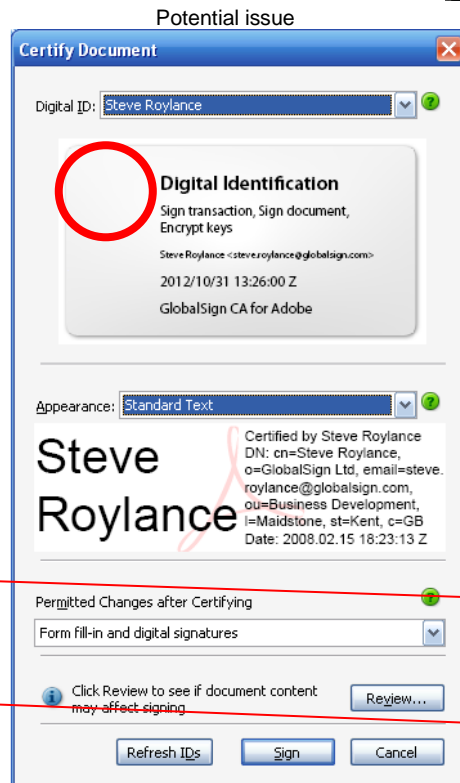 Potential issue
Certify Document
Digital ID: Steve Roylance
Digital Identification
Sign transaction, Sign document,
Encrypt keys
Steve Roylance <steve.roylance@globalsign.com>
2012/10/31 13:26:00 Z
GlobalSign CA for Adobe
Appearance: Standard Text
Steve
Roylance
Certified by Steve Roylance
DN: cn=Steve Roylance,
o=GlobalSign Ltd, email=steve.
roylance@globalsign.com,
ou=Business Development,
l=Maidstone, st=Kent, c=GB
Date: 2008.02.15 18:23:13 Z
Permitted Changes after Certifying
Form fill-in and digital signatures
Click Review to see if document content
may affect signing
Review...
Refresh IDs
Sign
Cancel